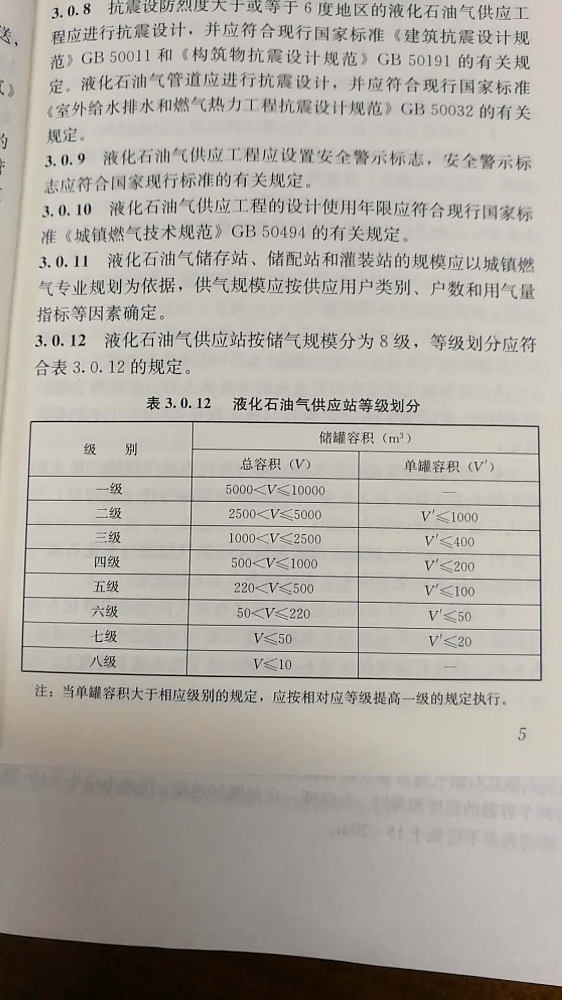 送，
气》
的
3.0.8 抗震设防烈度大于或等于6度地区的液化石油气供应工
程应进行抗震设计，并应符合现行国家标准《建筑抗震设计规
范》GB 50011 和《构筑物抗震设计规范》GB 50191 的有关规
定。液化石油气管道应进行抗震设计，并应符合现行国家标准
《室外给水排水和燃气热力工程抗震设计规范》GB 50032 的有关
规定。
3.0.9 液化石油气供应工程应设置安全警示标志，安全警示标
志应符合国家现行标准的有关规定。
3.0.10 液化石油气供应工程的设计使用年限应符合现行国家标
准《城镇燃气技术规范》GB 50494 的有关规定。
3.0.11 液化石油气储存站、储配站和灌装站的规模应以城镇燃
气专业规划为依据，供气规模应按供应用户类别、户数和用气量
指标等因素确定。
3.0.12 液化石油气供应站按储气规模分为8级，等级划分应符
合表3.0.12的规定。
表 3.0.12 液化石油气供应站等级划分
级 别 储罐容积（m³）
总容积（V） 单罐容积（V′）
一级 5000<V≤10000 —
二级 2500<V≤5000 V′≤1000
三级 1000<V≤2500 V′≤400
四级 500<V≤1000 V′≤200
五级 220<V≤500 V′≤100
六级 50<V≤220 V′≤50
七级 V≤50 V′≤20
八级 V≤10 —
注：当单罐容积大于相应级别的规定，应按相对应等级提高一级的规定执行。
5